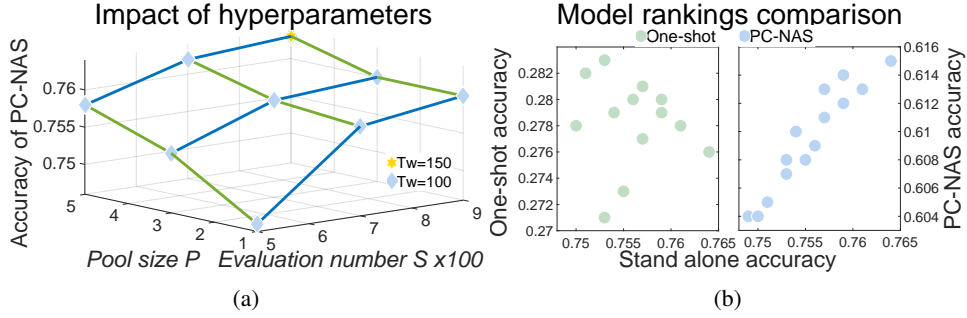 Impact of hyperparameters
Accuracy of PC-NAS
0.76
0.755
0.75
5
4
3
2
1
5
6
7
8
9
Tw=150
Tw=100
Pool size P
Evaluation number S x100
(a)
Model rankings comparison
One-shot
PC-NAS
One-shot accuracy
0.282
0.28
0.278
0.276
0.274
0.272
0.27
0.75
0.755
0.76
0.75
0.755
0.76
0.765
0.616
0.614
0.612
0.61
0.608
0.606
0.604
PC-NAS accuracy
Stand alone accuracy
(b)